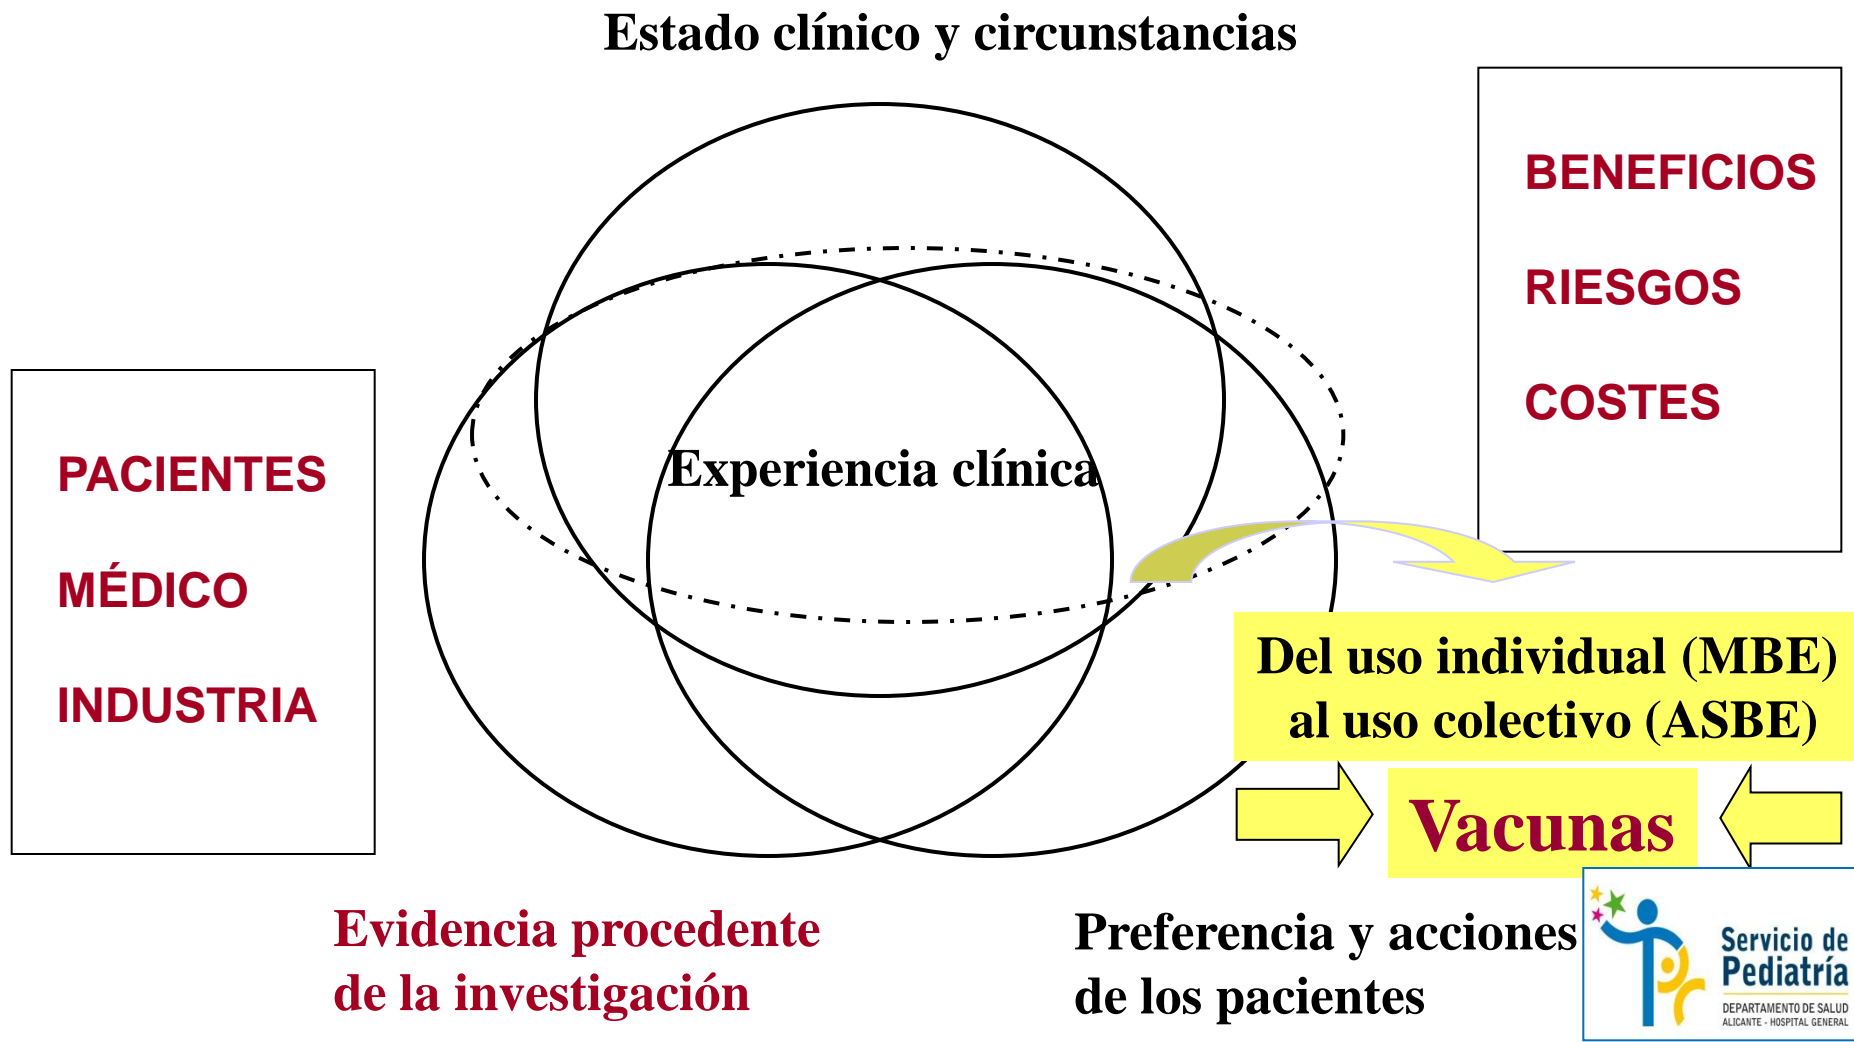 Estado clínico y circunstancias
BENEFICIOS
RIESGOS
COSTES
PACIENTES
MÉDICO
INDUSTRIA
Experiencia clínica
Del uso individual (MBE)
al uso colectivo (ASBE)
Vacunas
Evidencia procedente
de la investigación
Preferencia y acciones
de los pacientes
Servicio de
Pediatría
DEPARTAMENTO DE SALUD
ALICANTE - HOSPITAL GENERAL